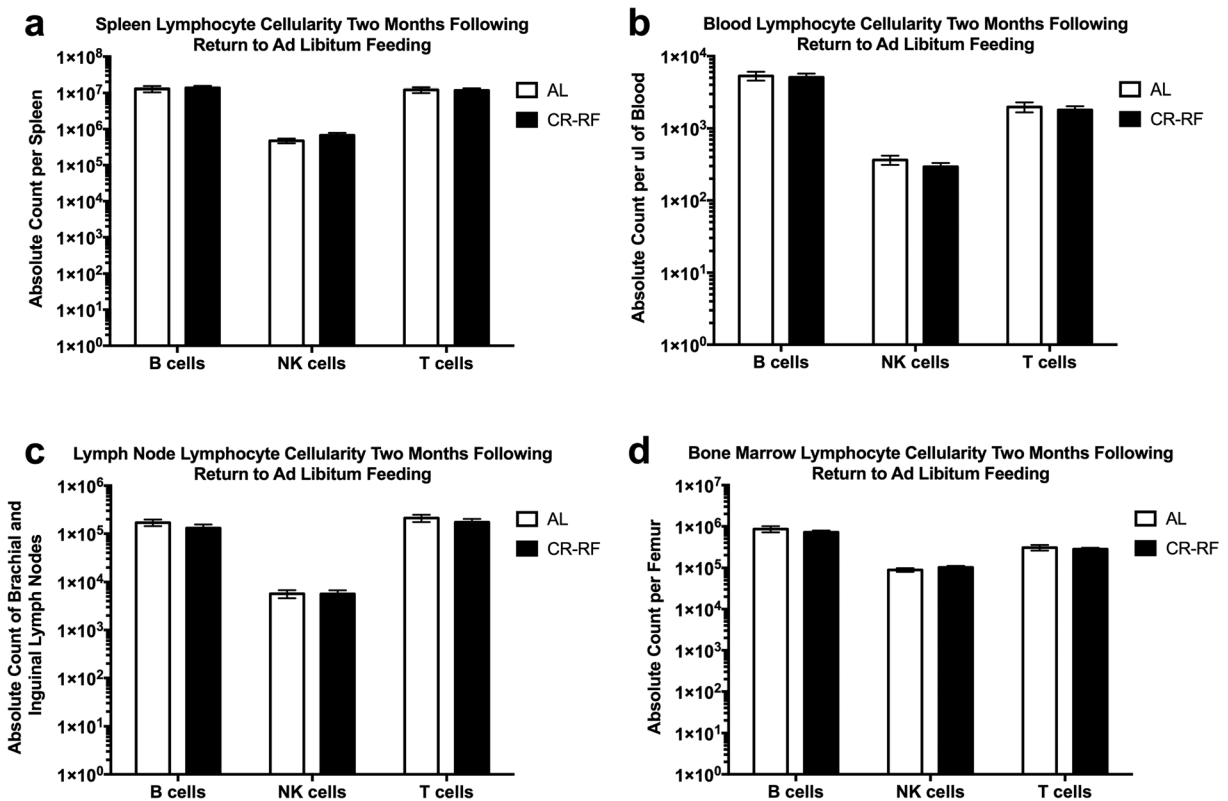 a
Spleen Lymphocyte Cellularity Two Months Following
Return to Ad Libitum Feeding
Absolute Count per Spleen
1×10⁸
1×10⁷
1×10⁶
1×10⁵
1×10⁴
1×10³
1×10²
1×10¹
1×10⁰
B cells
NK cells
T cells
AL
CR-RF
b
Blood Lymphocyte Cellularity Two Months Following
Return to Ad Libitum Feeding
Absolute Count per ul of Blood
1×10⁴
1×10³
1×10²
1×10¹
1×10⁰
B cells
NK cells
T cells
AL
CR-RF
c
Lymph Node Lymphocyte Cellularity Two Months Following
Return to Ad Libitum Feeding
Absolute Count of Brachial and
Inguinal Lymph Nodes
1×10⁶
1×10⁵
1×10⁴
1×10³
1×10²
1×10¹
1×10⁰
B cells
NK cells
T cells
AL
CR-RF
d
Bone Marrow Lymphocyte Cellularity Two Months Following
Return to Ad Libitum Feeding
Absolute Count per Femur
1×10⁷
1×10⁶
1×10⁵
1×10⁴
1×10³
1×10²
1×10¹
1×10⁰
B cells
NK cells
T cells
AL
CR-RF